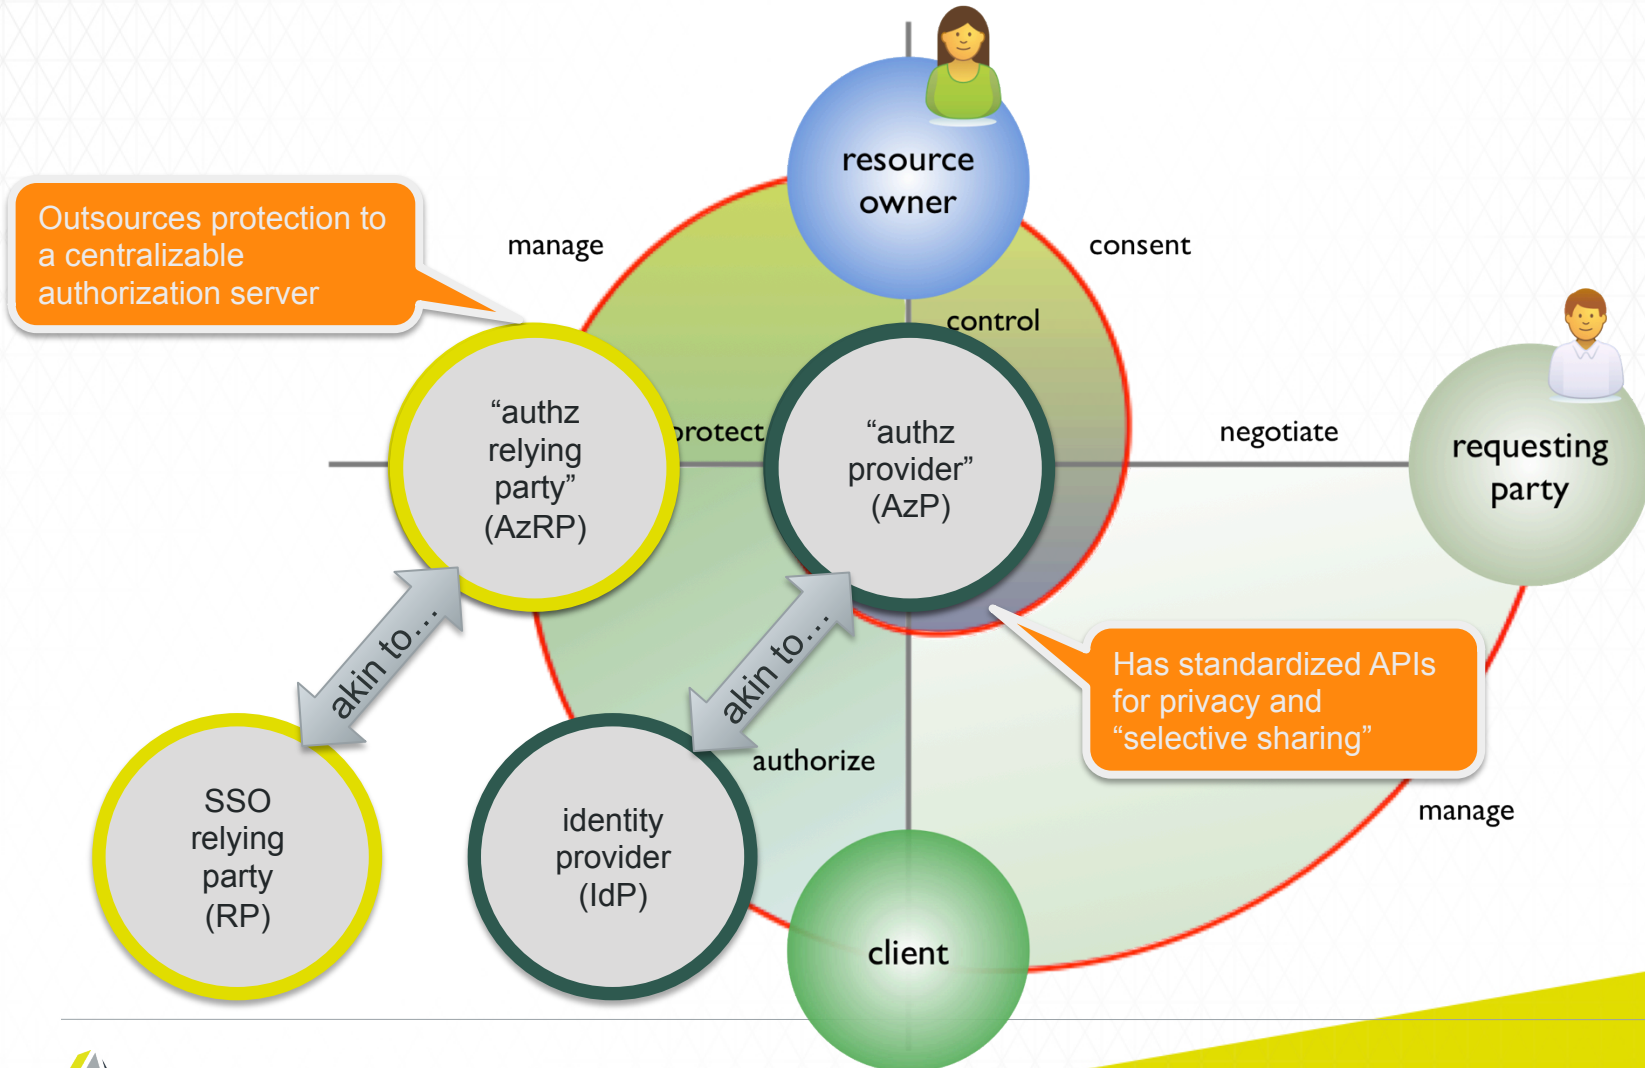 resource
owner
Outsources protection to
a centralizable
authorization server
manage
consent
control
"authz
relying
party"
(AzRP)
protect
"authz
provider"
(AzP)
negotiate
requesting
party
akin to...
akin to...
Has standardized APIs
for privacy and
"selective sharing"
authorize
manage
SSO
relying
party
(RP)
identity
provider
(IdP)
client